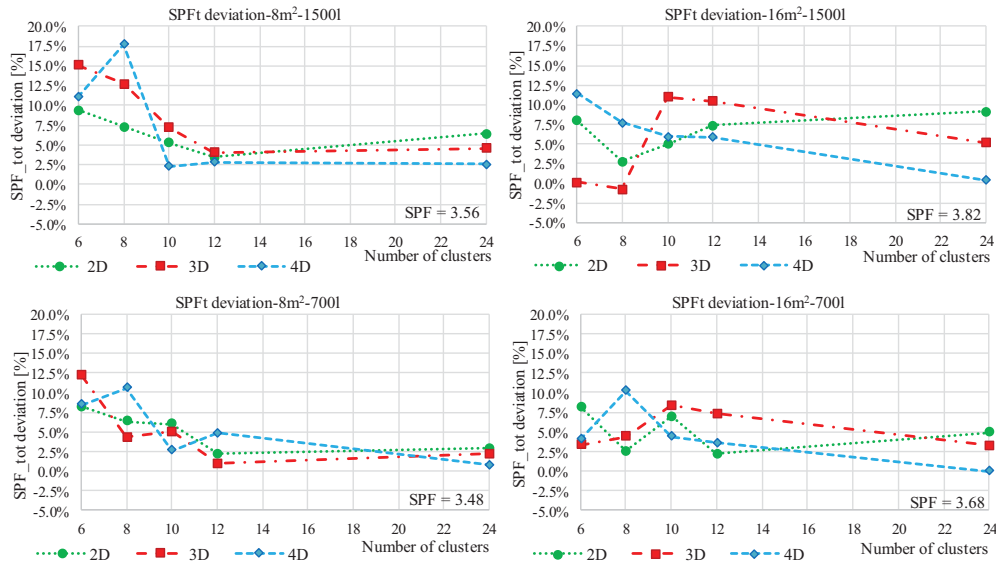 SPFt deviation-8m²-1500l
SPF_tot deviation [%]
20.0%
17.5%
15.0%
12.5%
10.0%
7.5%
5.0%
2.5%
0.0%
-2.5%
-5.0%
SPF = 3.56
6 8 10 12 14 16 18 20 22 24
Number of clusters
2D 3D 4D
SPFt deviation-16m²-1500l
SPF_tot deviation [%]
20.0%
17.5%
15.0%
12.5%
10.0%
7.5%
5.0%
2.5%
0.0%
-2.5%
-5.0%
SPF = 3.82
6 8 10 12 14 16 18 20 22 24
Number of clusters
2D 3D 4D
SPFt deviation-8m²-700l
SPF_tot deviation [%]
20.0%
17.5%
15.0%
12.5%
10.0%
7.5%
5.0%
2.5%
0.0%
-2.5%
-5.0%
SPF = 3.48
6 8 10 12 14 16 18 20 22 24
Number of clusters
2D 3D 4D
SPFt deviation-16m²-700l
SPF_tot deviation [%]
20.0%
17.5%
15.0%
12.5%
10.0%
7.5%
5.0%
2.5%
0.0%
-2.5%
-5.0%
SPF = 3.68
6 8 10 12 14 16 18 20 22 24
Number of clusters
2D 3D 4D